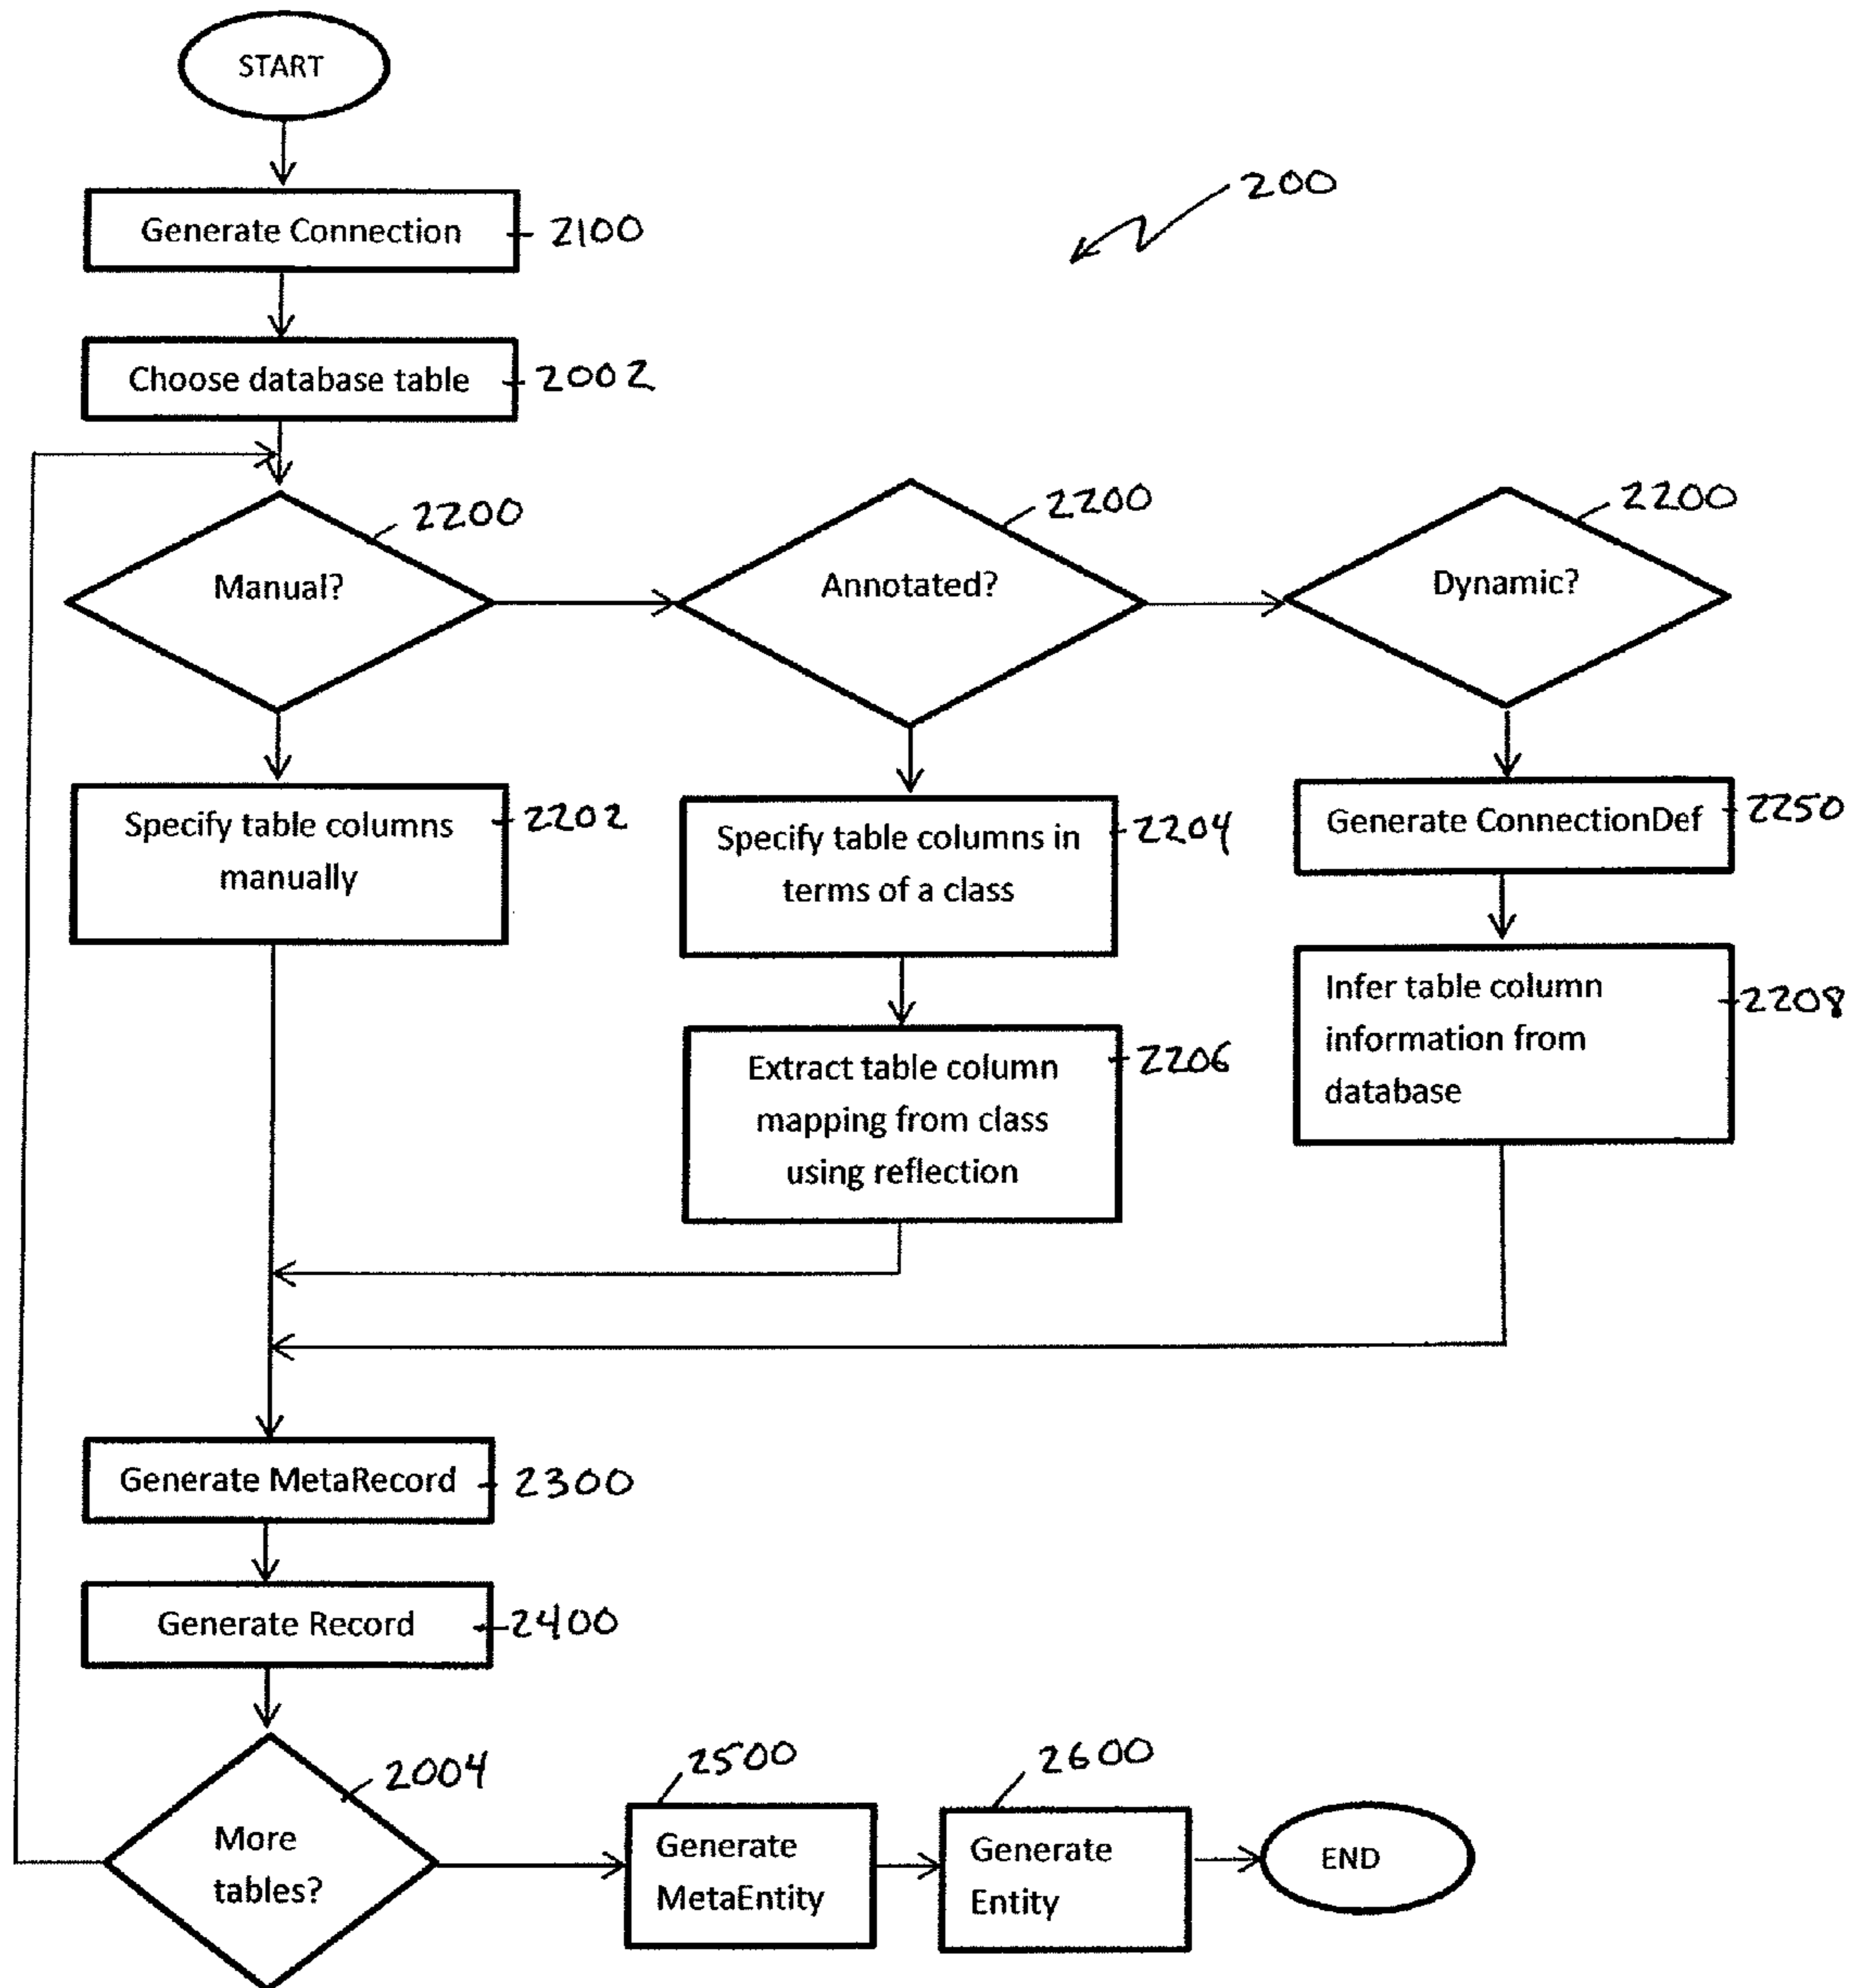 START
200
Generate Connection
2100
Choose database table
2002
2200
2200
2200
Manual?
Annotated?
Dynamic?
Specify table columns
manually
2202
Specify table columns in
terms of a class
2204
Generate ConnectionDef
2250
Extract table column
mapping from class
using reflection
2206
Infer table column
information from
database
2208
Generate MetaRecord
2300
Generate Record
2400
More
tables?
2004
2500
Generate
MetaEntity
2600
Generate
Entity
END